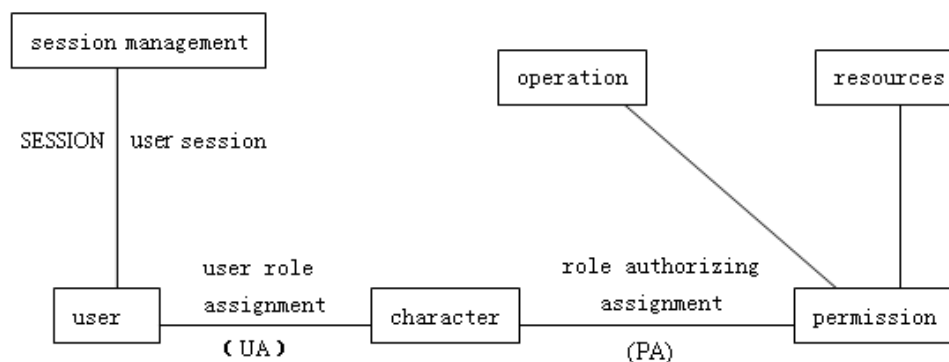 session management
operation
resources
SESSION
user session
user role
assignment
(UA)
role authorizing
assignment
(PA)
user
character
permission